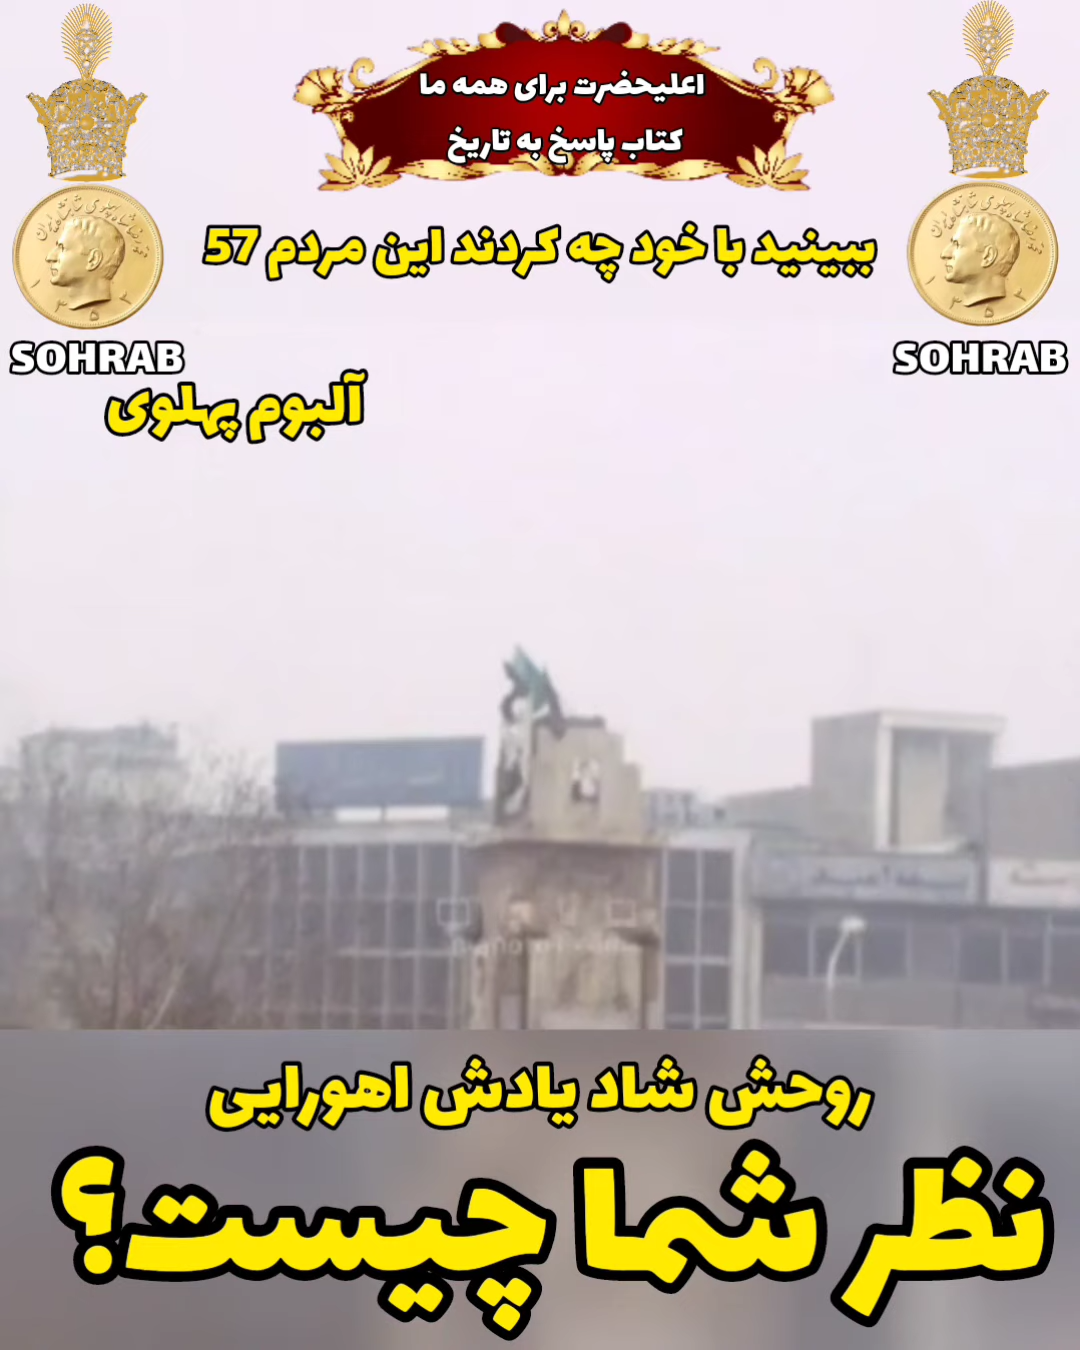 اعلیحضرت برای همه ما
کتاب پاسخ به تاریخ
ببینید با خود چه کردند این مردم 57
SOHRAB
SOHRAB
آلبوم پهلوی
روحش شاد یادش اهورایی
نظر شما چیست؟